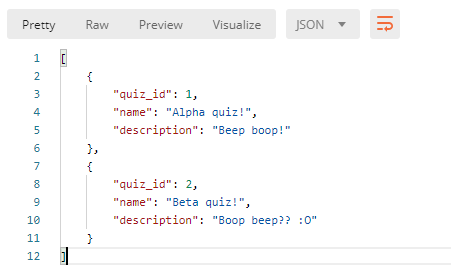 Pretty Raw Preview Visualize JSON
1 [
2 {
3 "quiz_id": 1,
4 "name": "Alpha quiz!",
5 "description": "Beep boop!"
6 },
7 {
8 "quiz_id": 2,
9 "name": "Beta quiz!",
10 "description": "Boop beep?? :O"
11 }
12 ]